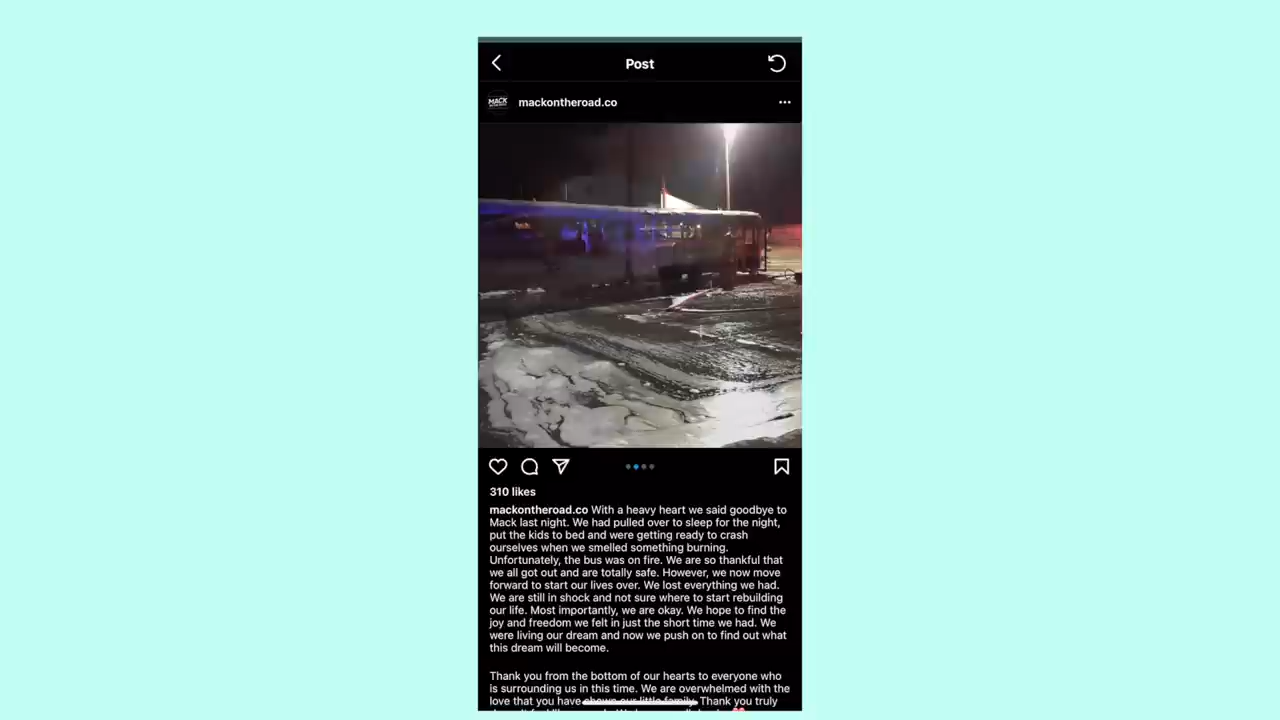 Post
MACK
mackontheroad.co
310 likes
mackontheroad.co With a heavy heart we said goodbye to
Mack last night. We had pulled over to sleep for the night,
put the kids to bed and were getting ready to crash
ourselves when we smelled something burning.
Unfortunately, the bus was on fire. We are so thankful that
we all got out and are totally safe. However, we now move
forward to start our lives over. We lost everything we had.
We are still in shock and not sure where to start rebuilding
our life. Most importantly, we are okay. We hope to find the
joy and freedom we felt in just the short time we had. We
were living our dream and now we push on to find out what
this dream will become.
Thank you from the bottom of our hearts to everyone who
is surrounding us in this time. We are overwhelmed with the
love that you have shown our little family. Thank you truly